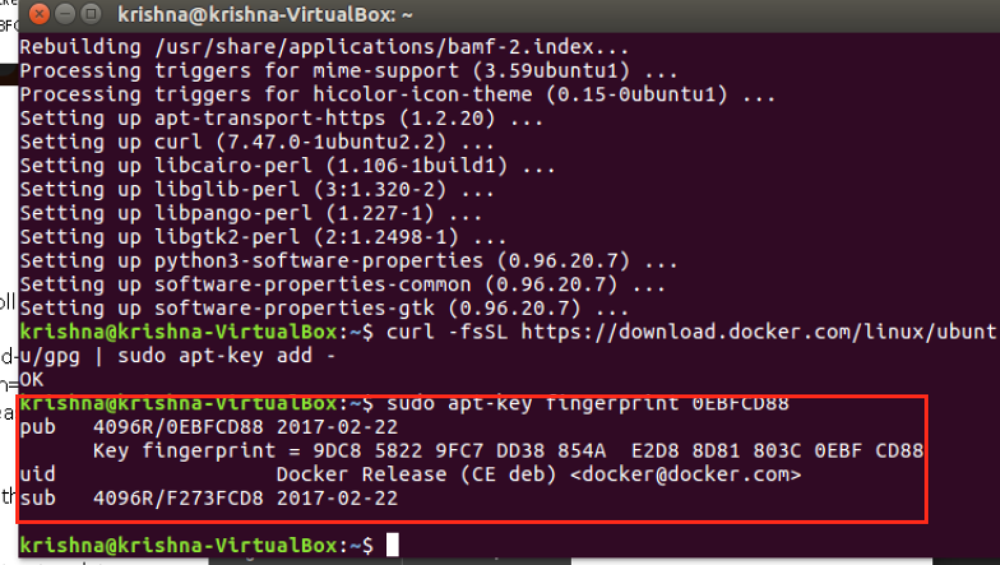 krishna@krishna-VirtualBox: ~
Rebuilding /usr/share/applications/bamf-2.index...
Processing triggers for mime-support (3.59ubuntu1) ...
Processing triggers for hicolor-icon-theme (0.15-0ubuntu1) ...
Setting up apt-transport-https (1.2.20) ...
Setting up curl (7.47.0-1ubuntu2.2) ...
Setting up libcairo-perl (1.106-1build1) ...
Setting up libglib-perl (3:1.320-2) ...
Setting up libpango-perl (1.227-1) ...
Setting up libgtk2-perl (2:1.2498-1) ...
Setting up python3-software-properties (0.96.20.7) ...
Setting up software-properties-common (0.96.20.7) ...
Setting up software-properties-gtk (0.96.20.7) ...
krishna@krishna-VirtualBox:~$ curl -fsSL https://download.docker.com/linux/ubunt
u/gpg | sudo apt-key add -
OK
krishna@krishna-VirtualBox:~$ sudo apt-key fingerprint 0EBFCD88
pub   4096R/0EBFCD88 2017-02-22
      Key fingerprint = 9DC8 5822 9FC7 DD38 854A  E2D8 8D81 803C 0EBF CD88
uid                  Docker Release (CE deb) <docker@docker.com>
sub   4096R/F273FCD8 2017-02-22
krishna@krishna-VirtualBox:~$